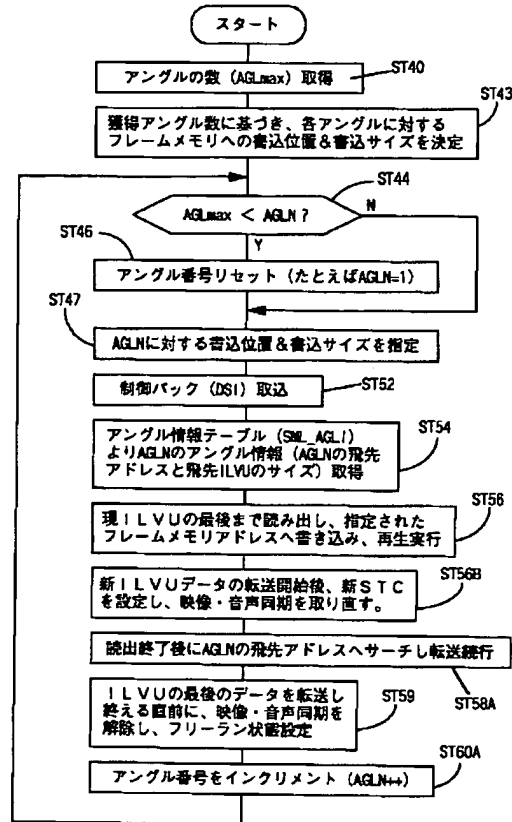 スタート
アングルの数 (AGLmax) 取得
ST40
獲得アングル数に基づき、各アングルに対する
フレームメモリへの書込位置&書込サイズを決定
ST43
AGLmax < AGLN ?
ST44
N
Y
ST46
アングル番号リセット (たとえばAGLN=1)
ST47
AGLNに対する書込位置&書込サイズを指定
制御パック (DSI) 取込
ST52
アングル情報テーブル (SML_AGLI)
よりAGLNのアングル情報 (AGLNの飛先
アドレスと飛先ILVUのサイズ) 取得
ST54
現ILVUの最後まで読み出し、指定された
フレームメモリアドレスへ書き込み、再生実行
ST56
新ILVUデータの転送開始後、新STC
を設定し、映像・音声同期を取り直す。
ST56B
読出終了後にAGLNの飛先アドレスへサーチし転送続行
ST58A
ILVUの最後のデータを転送し
終える直前に、映像・音声同期を
解除し、フリーラン状態設定
ST59
アングル番号をインクリメント (AGLN++)
ST60A